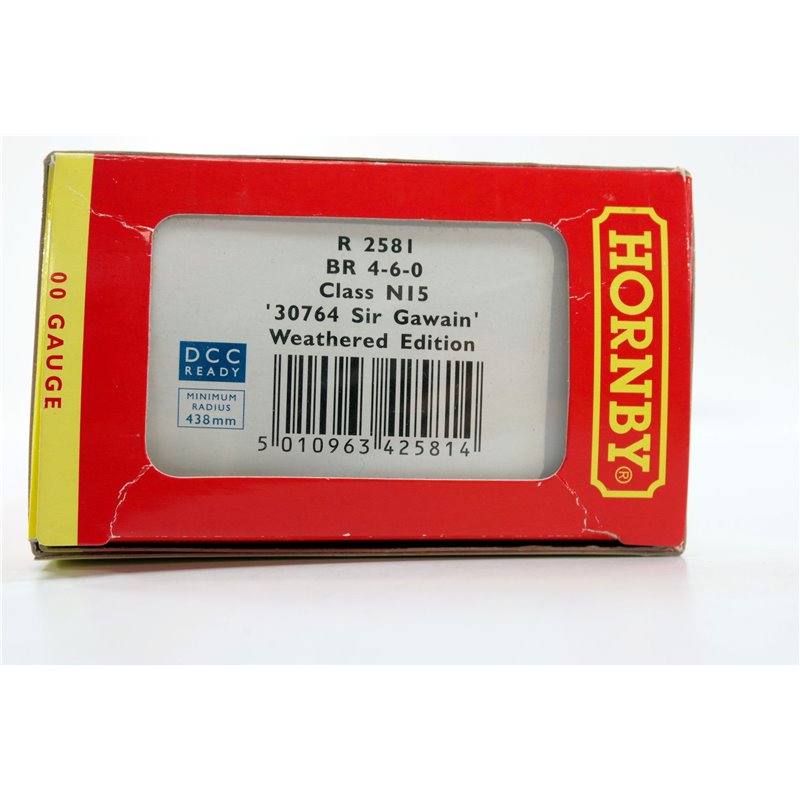 00 GAUGE
R 2581
BR 4-6-0
Class N15
'30764 Sir Gawain'
Weathered Edition
DCC
READY
MINIMUM
RADIUS
438mm
5 010963 425814
HORNBY®